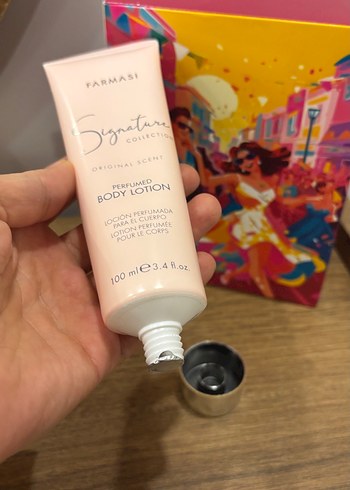 FARMASI
Signature
COLLECTION
ORIGINAL SCENT
PERFUMED
BODY LOTION
LOCIÓN PERFUMADA
PARA EL CUERPO
LOTION PERFUMÉE
POUR LE CORPS
100 ml e 3.4 fl.oz.